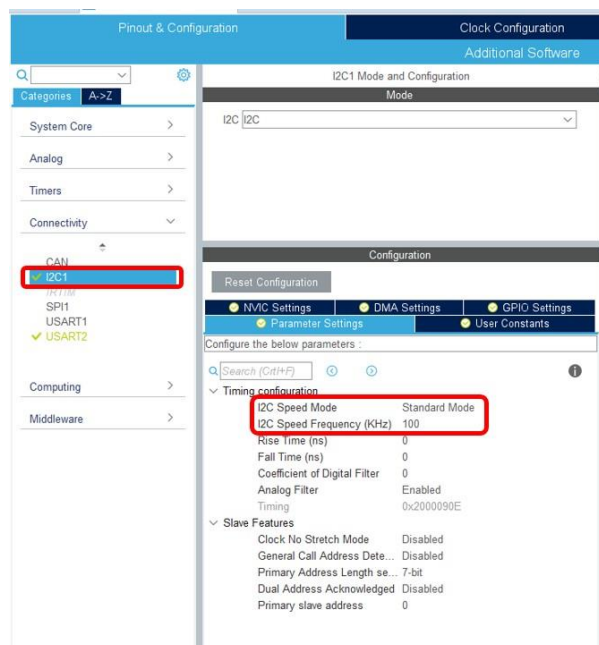 Pinout & Configuration
Clock Configuration
Additional Software
Categories A->Z
System Core
Analog
Timers
Connectivity
CAN
I2C1
IRTIM
SPI1
USART1
USART2
Computing
Middleware
I2C1 Mode and Configuration
Mode
I2C I2C
Configuration
Reset Configuration
NVIC Settings DMA Settings GPIO Settings
Parameter Settings User Constants
Configure the below parameters :
Search (Crtl+F)
Timing configuration
I2C Speed Mode Standard Mode
I2C Speed Frequency (KHz) 100
Rise Time (ns) 0
Fall Time (ns) 0
Coefficient of Digital Filter 0
Analog Filter Enabled
Timing 0x2000090E
Slave Features
Clock No Stretch Mode Disabled
General Call Address Dete... Disabled
Primary Address Length se... 7-bit
Dual Address Acknowledged Disabled
Primary slave address 0